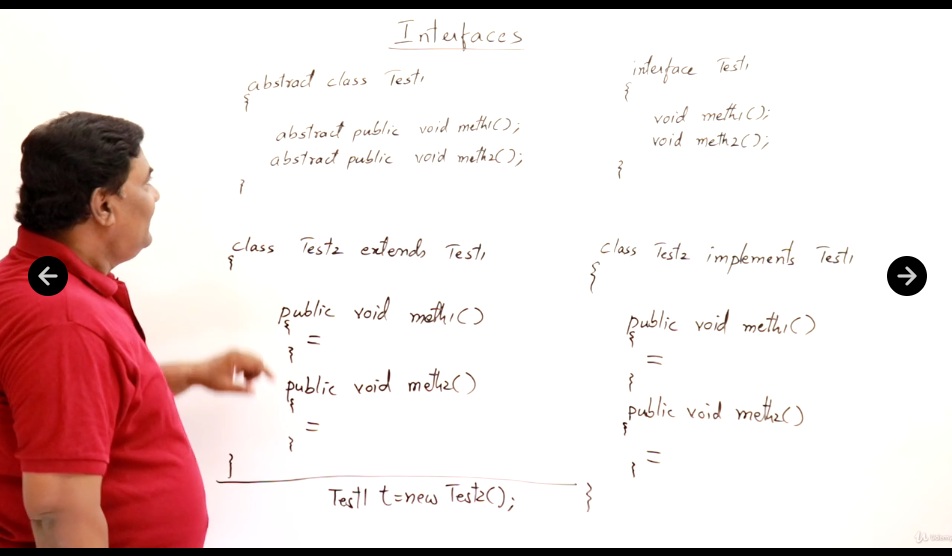 Interfaces
abstract class Test1
{
abstract public void meth1();
abstract public void meth2();
}
class Test2 extends Test1
{
public void meth1()
{
=
}
public void meth2()
{
=
}
}
Test1 t=new Test2();
interface Test1
{
void meth1();
void meth2();
}
class Test2 implements Test1
{
public void meth1()
{
=
}
public void meth2()
{
=
}
}